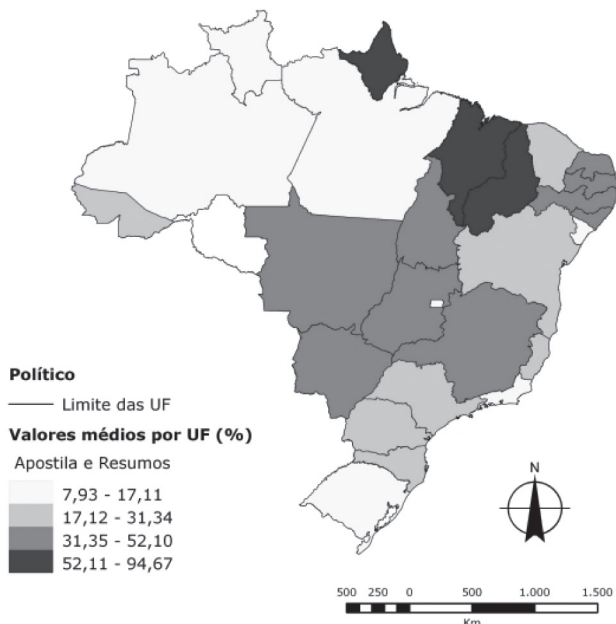 Político
Limite das UF
Valores médios por UF (%)
Apostila e Resumos
7,93 - 17,11
17,12 - 31,34
31,35 - 52,10
52,11 - 94,67
N
500 250 0 500 1.000 1.500
Km